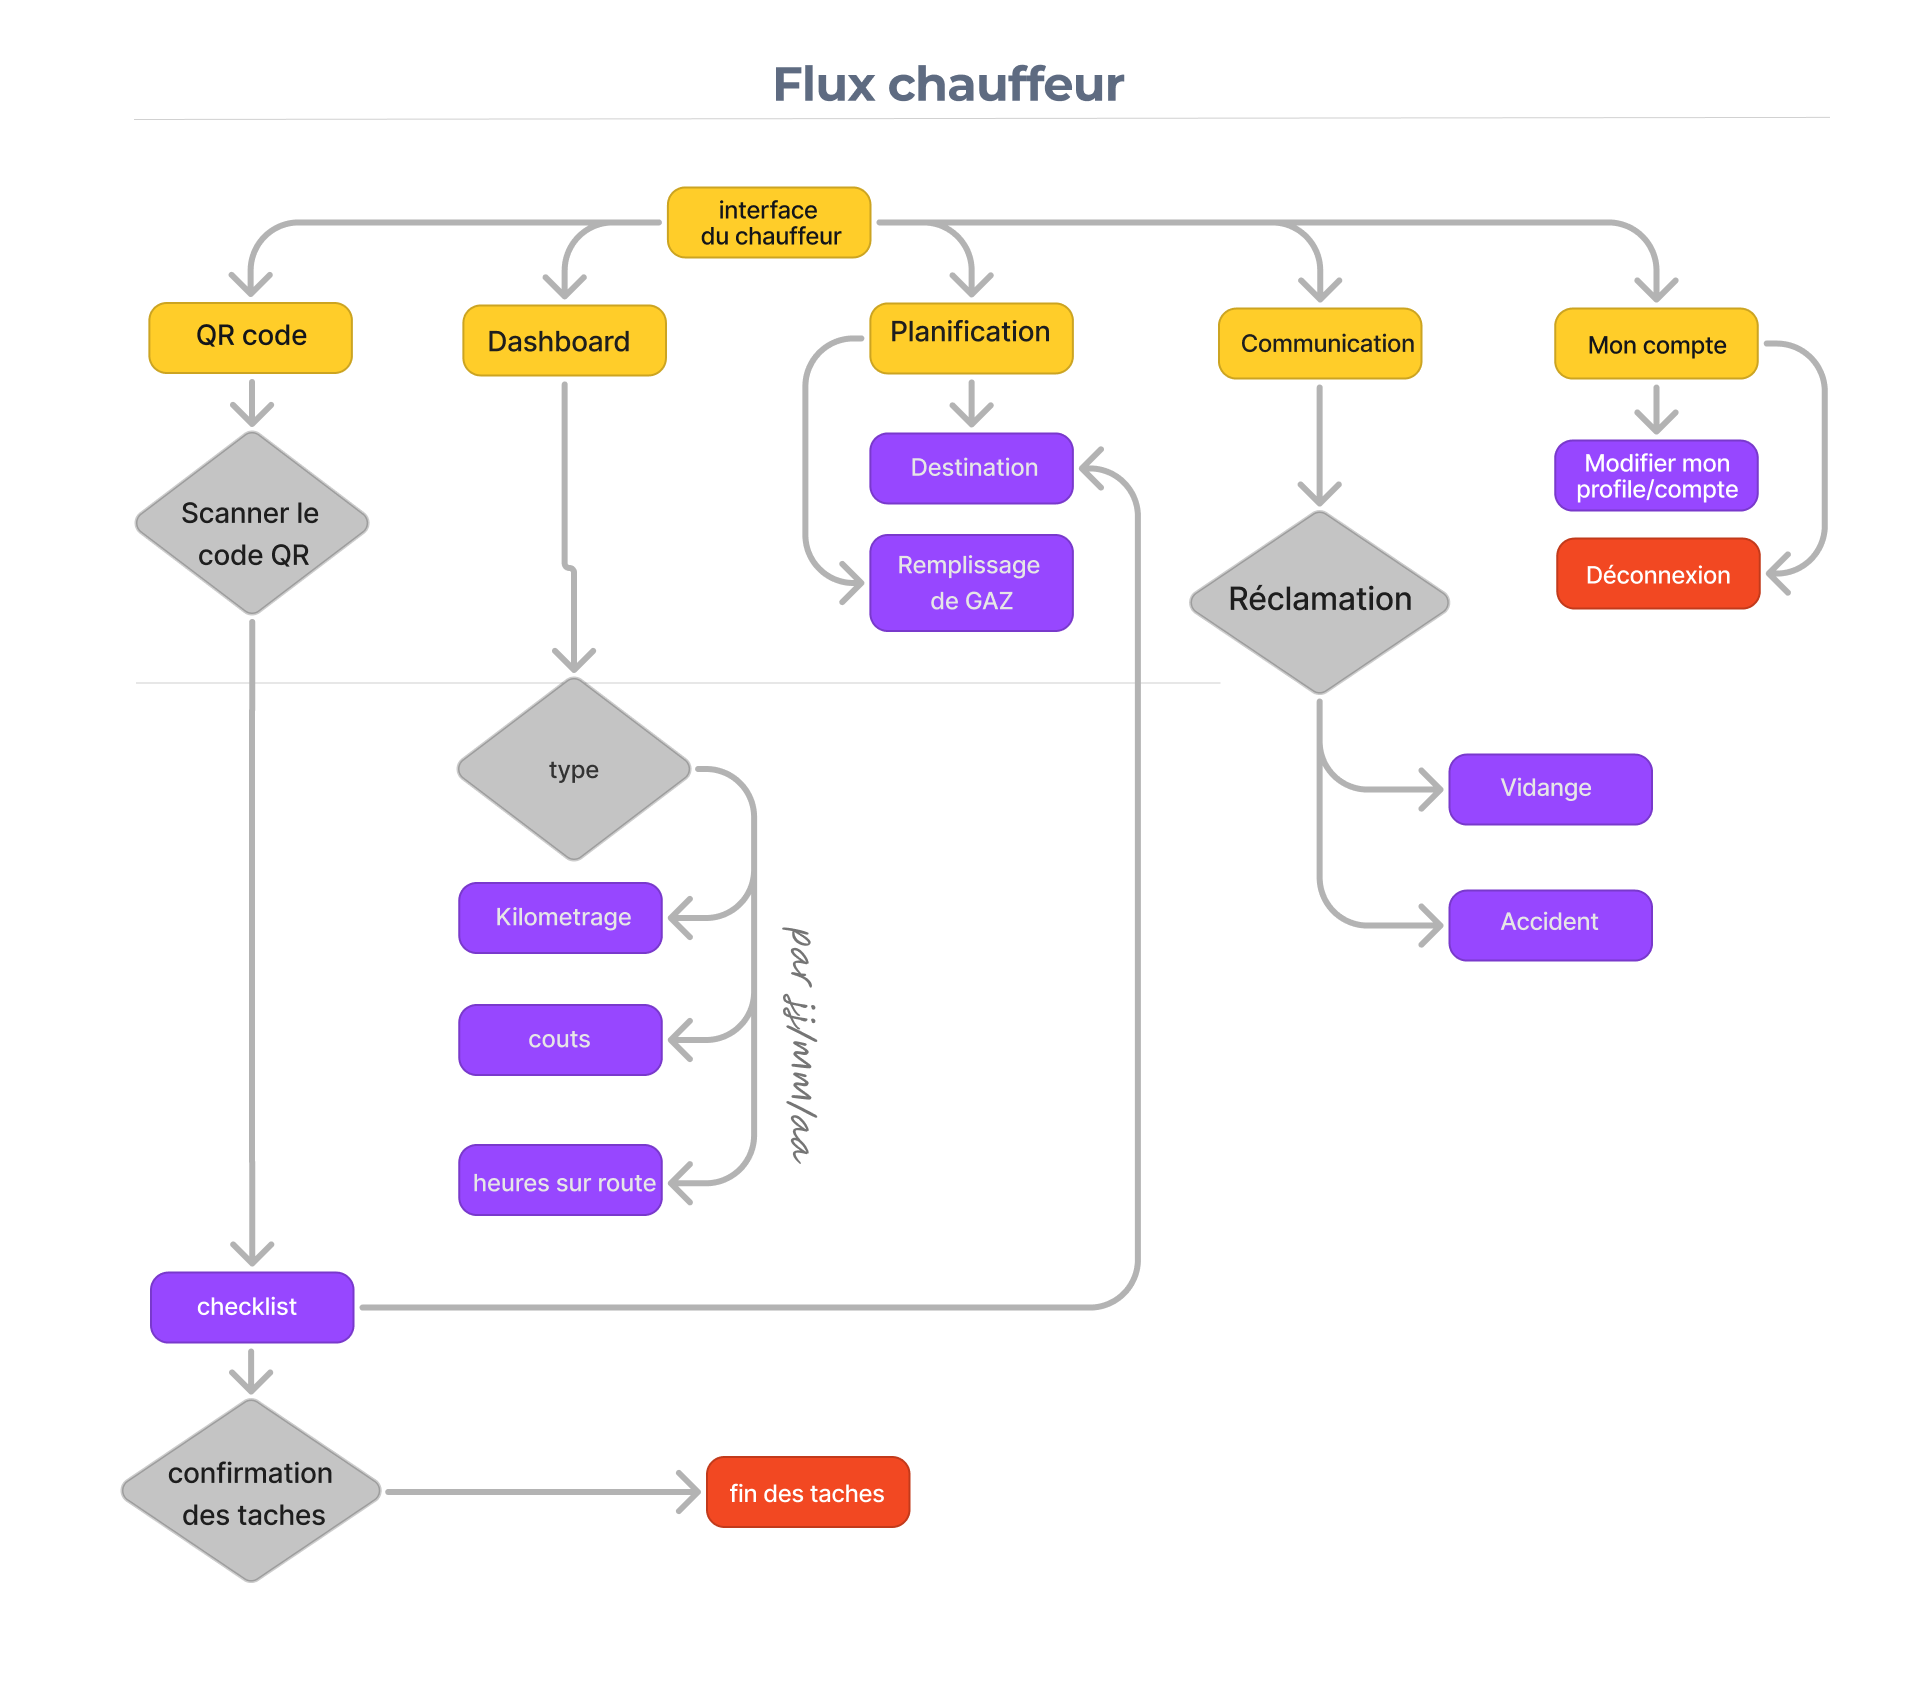 Flux chauffeur
interface
du chauffeur
QR code
Dashboard
Planification
Communication
Mon compte
Scanner le
code QR
Destination
Remplissage
de GAZ
Réclamation
Modifier mon
profile/compte
Déconnexion
type
Kilometrage
couts
heures sur route
par jj/mm/aa
Vidange
Accident
checklist
confirmation
des taches
fin des taches